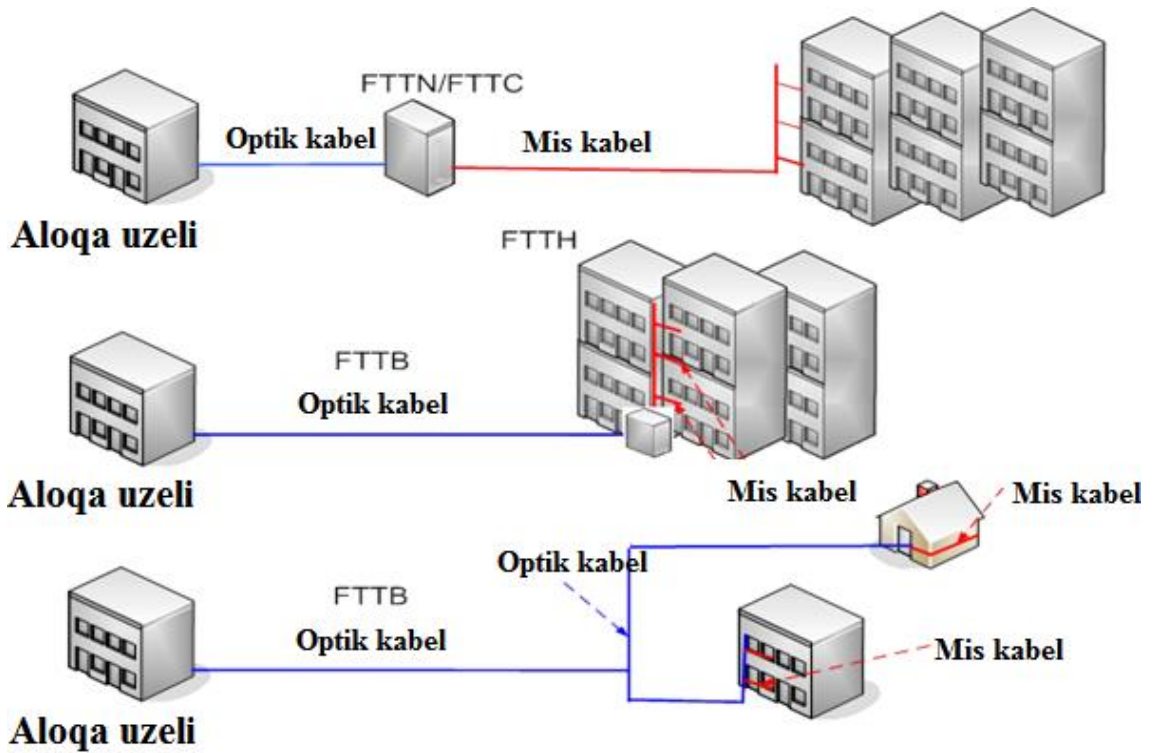 FTTN/FTTC
Optik kabel
Mis kabel
Aloqa uzeli
FTTH
FTTB
Optik kabel
Aloqa uzeli
Mis kabel
Mis kabel
Optik kabel
FTTB
Optik kabel
Mis kabel
Aloqa uzeli